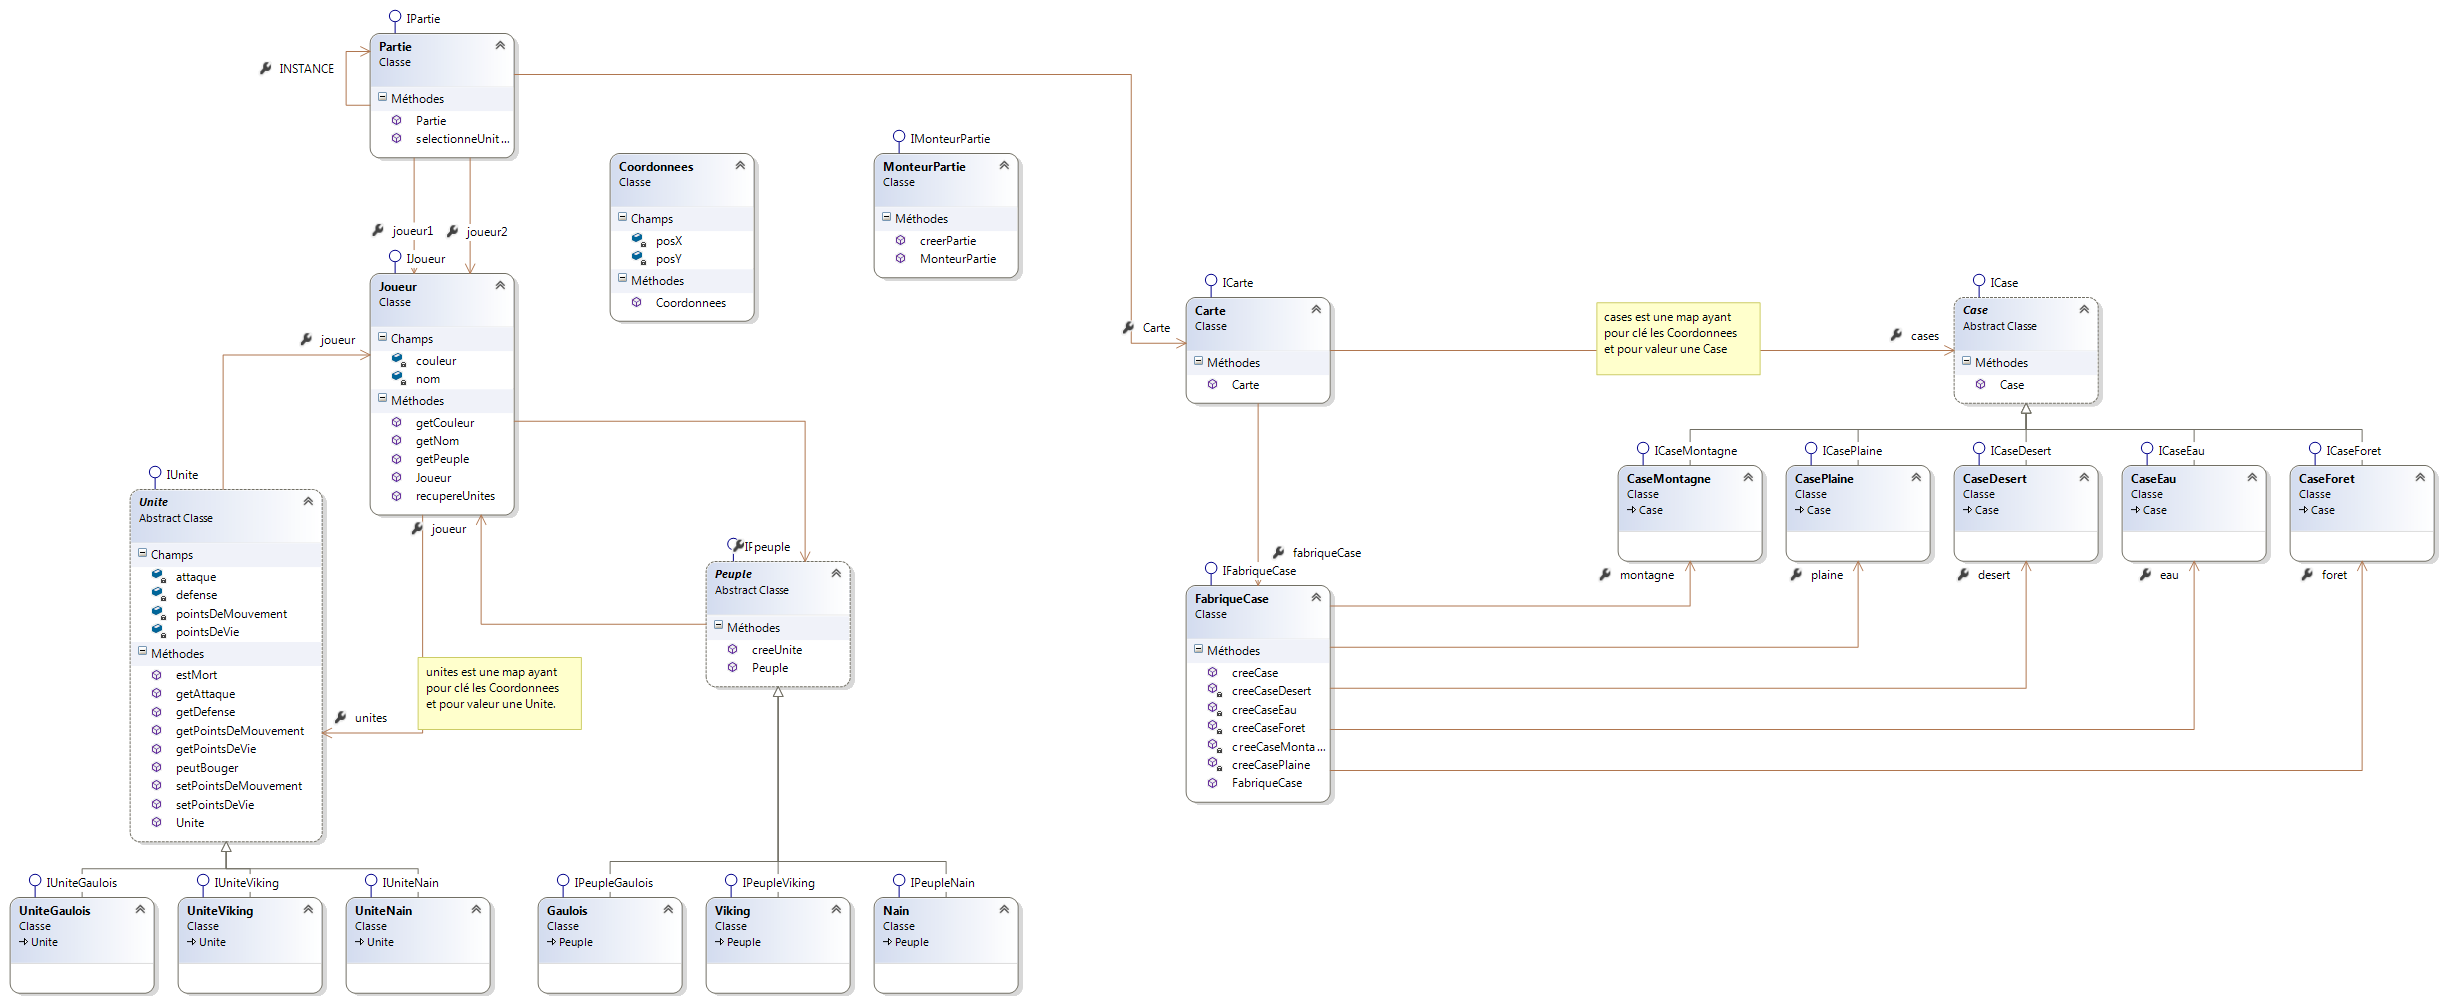 IPartie
Partie
Classe
INSTANCE
Méthodes
Partie
selectionneUnit...
joueur1
joueur2
IJoueur
Joueur
Classe
Champs
couleur
nom
Méthodes
getCouleur
getNom
getPeuple
Joueur
recupereUnites
joueur
Coordonnees
Classe
Champs
posX
posY
Méthodes
Coordonnees
IMonteurPartie
MonteurPartie
Classe
Méthodes
creerPartie
MonteurPartie
IUnite
Unite
Abstract Classe
Champs
attaque
defense
pointsDeMouvement
pointsDeVie
Méthodes
estMort
getAttaque
getDefense
getPointsDeMouvement
getPointsDeVie
peutBouger
setPointsDeMouvement
setPointsDeVie
Unite
joueur
unites
unites est une map ayant
pour clé les Coordonnees
et pour valeur une Unite.
peuple
Peuple
Abstract Classe
Méthodes
creeUnite
Peuple
IUniteGaulois
UniteGaulois
Classe
Unite
IUniteViking
UniteViking
Classe
Unite
IUniteNain
UniteNain
Classe
Unite
IPeupleGaulois
Gaulois
Classe
Peuple
IPeupleViking
Viking
Classe
Peuple
IPeupleNain
Nain
Classe
Peuple
Carte
ICarte
Carte
Classe
Méthodes
Carte
cases est une map ayant
pour clé les Coordonnees
et pour valeur une Case
cases
ICase
Case
Abstract Classe
Méthodes
Case
ICaseMontagne
CaseMontagne
Classe
Case
ICasePlaine
CasePlaine
Classe
Case
ICaseDesert
CaseDesert
Classe
Case
ICaseEau
CaseEau
Classe
Case
ICaseForet
CaseForet
Classe
Case
fabriqueCase
IFabriqueCase
FabriqueCase
Classe
Méthodes
creeCase
creeCaseDesert
creeCaseEau
creeCaseForet
creeCaseMonta...
creeCasePlaine
FabriqueCase
montagne
plaine
desert
eau
foret